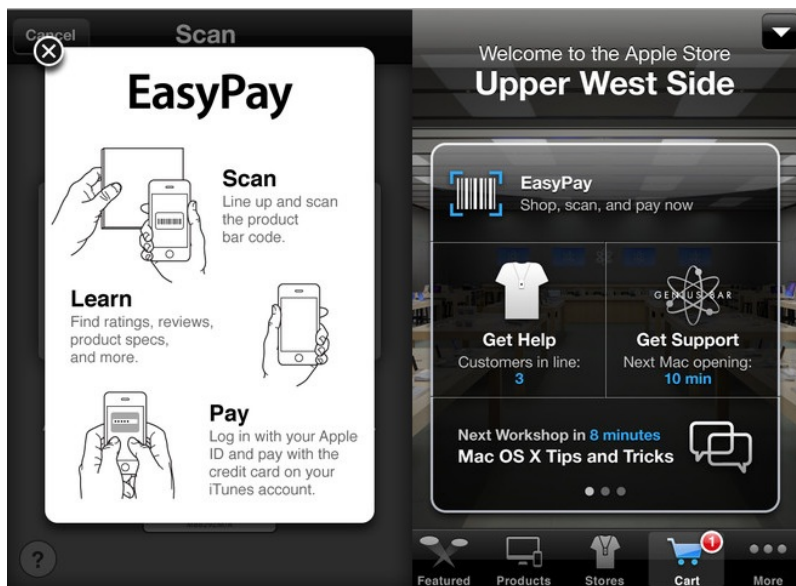 Cancel
Scan
EasyPay
Scan
Line up and scan
the product
bar code.
Learn
Find ratings, reviews,
product specs,
and more.
Pay
Log in with your Apple
ID and pay with the
credit card on your
iTunes account.
?
Welcome to the Apple Store
Upper West Side
EasyPay
Shop, scan, and pay now
GENIUS BAR
Get Help
Customers in line:
3
Get Support
Next Mac opening:
10 min
Next Workshop in 8 minutes
Mac OS X Tips and Tricks
1
Featured
Products
Stores
Cart
More